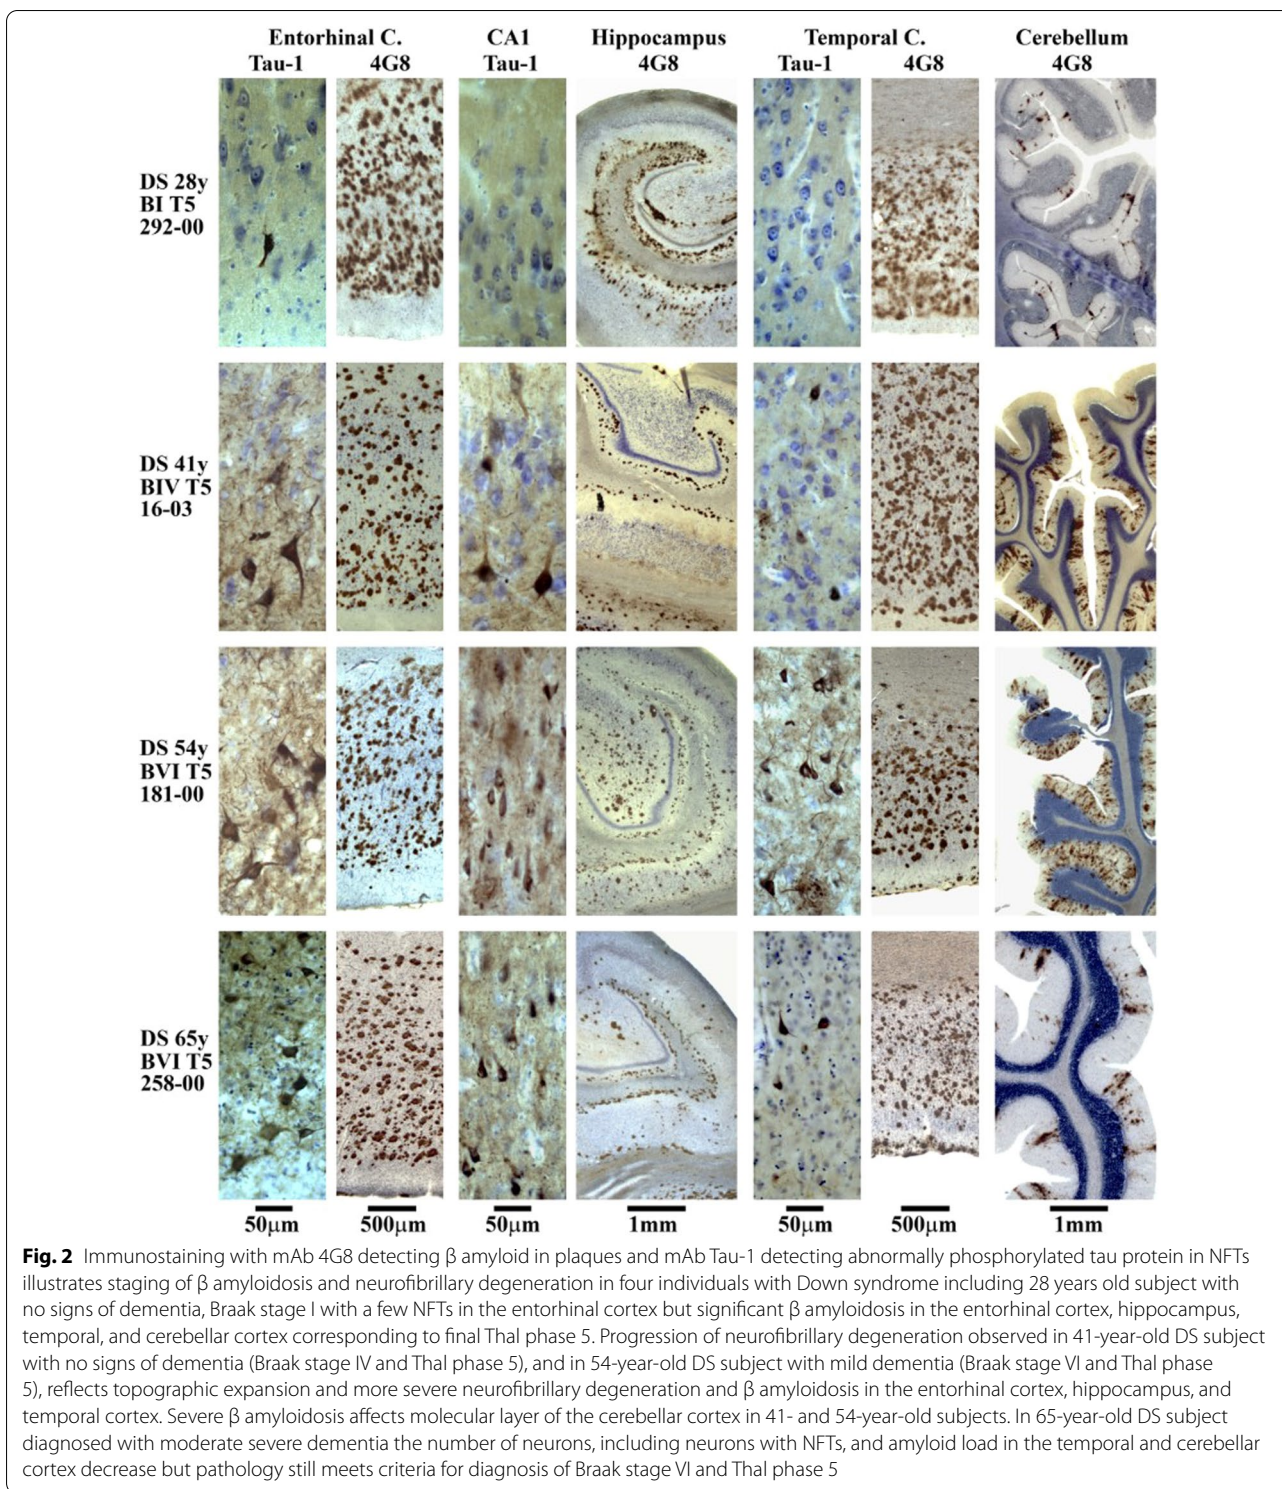 Entorhinal C. CA1 Hippocampus Temporal C. Cerebellum
Tau-1 4G8 Tau-1 4G8 Tau-1 4G8 4G8
DS 28y
BI T5
292-00
DS 41y
BIV T5
16-03
DS 54y
BVI T5
181-00
DS 65y
BVI T5
258-00
50μm 500μm 50μm 1mm 50μm 500μm 1mm
Fig. 2 Immunostaining with mAb 4G8 detecting β amyloid in plaques and mAb Tau-1 detecting abnormally phosphorylated tau protein in NFTs
illustrates staging of β amyloidosis and neurofibrillary degeneration in four individuals with Down syndrome including 28 years old subject with
no signs of dementia, Braak stage I with a few NFTs in the entorhinal cortex but significant β amyloidosis in the entorhinal cortex, hippocampus,
temporal, and cerebellar cortex corresponding to final Thal phase 5. Progression of neurofibrillary degeneration observed in 41-year-old DS subject
with no signs of dementia (Braak stage IV and Thal phase 5), and in 54-year-old DS subject with mild dementia (Braak stage VI and Thal phase
5), reflects topographic expansion and more severe neurofibrillary degeneration and β amyloidosis in the entorhinal cortex, hippocampus, and
temporal cortex. Severe β amyloidosis affects molecular layer of the cerebellar cortex in 41- and 54-year-old subjects. In 65-year-old DS subject
diagnosed with moderate severe dementia the number of neurons, including neurons with NFTs, and amyloid load in the temporal and cerebellar
cortex decrease but pathology still meets criteria for diagnosis of Braak stage VI and Thal phase 5